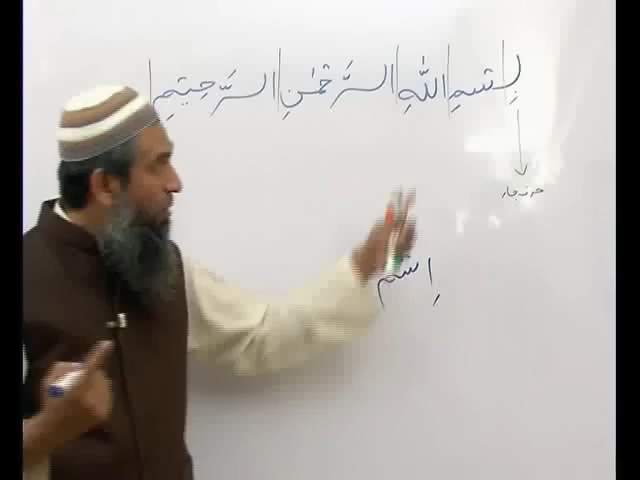 بِ سْمِ اللّٰهِ الرَّحْمٰنِ الرَّحِيْمِ
حرف جار
اِسْم